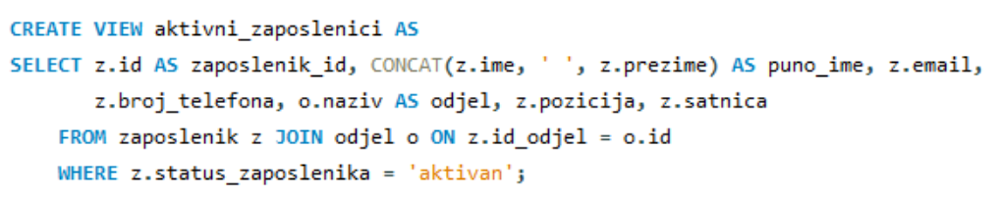 CREATE VIEW aktivni_zaposlenici AS
SELECT z.id AS zaposlenik_id, CONCAT(z.ime, ' ', z.prezime) AS puno_ime, z.email,
z.broj_telefona, o.naziv AS odjel, z.pozicija, z.satnica
FROM zaposlenik z JOIN odjel o ON z.id_odjel = o.id
WHERE z.status_zaposlenika = 'aktivan';